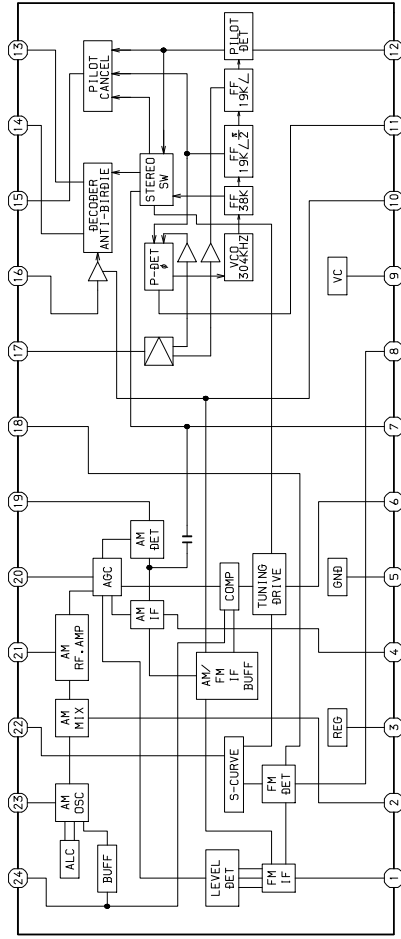 24
23
22
21
20
19
18
17
16
15
14
13
ALC
AM
OSC
BUFF
AM
MIX
AM
RF.AMP
AGC
AM
IF
AM
DET
LEVEL
DET
FM
IF
S-CURVE
FM
DET
AM/
FM
IF
BUFF
COMP
TUNING
DRIVE
REG
GND
VC
DECODER
ANTI-BIRDIE
PILOT
CANCEL
P-DET
φ
STEREO
SW
VCO
304KHZ
FF
38K
FF π
19K/2
FF
19K/
PILOT
DET
1
2
3
4
5
6
7
8
9
10
11
12